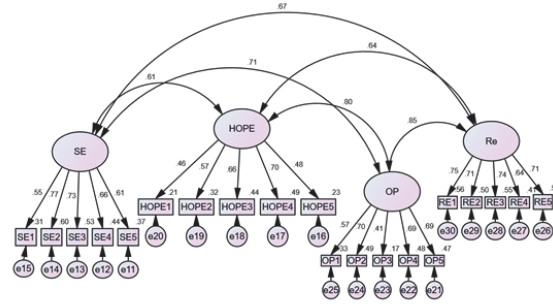 .67
.64
.71
.61
.80
.85
SE
HOPE
OP
Re
.55
.77
.73
.66
.61
.46
.57
.66
.70
.48
.57
.70
.41
.69
.69
.75
.71
.74
.64
.71
.31
.60
.53
.44
.37
SE1
SE2
SE3
SE4
SE5
e15
e14
e13
e12
e11
.21
.32
.44
.49
.23
HOPE1
HOPE2
HOPE3
HOPE4
HOPE5
e20
e19
e18
e17
e16
.33
.49
.17
.48
.47
OP1
OP2
OP3
OP4
OP5
e25
e24
e23
e22
e21
.56
.50
.55
.41
RE1
RE2
RE3
RE4
RE5
e30
e29
e28
e27
e26